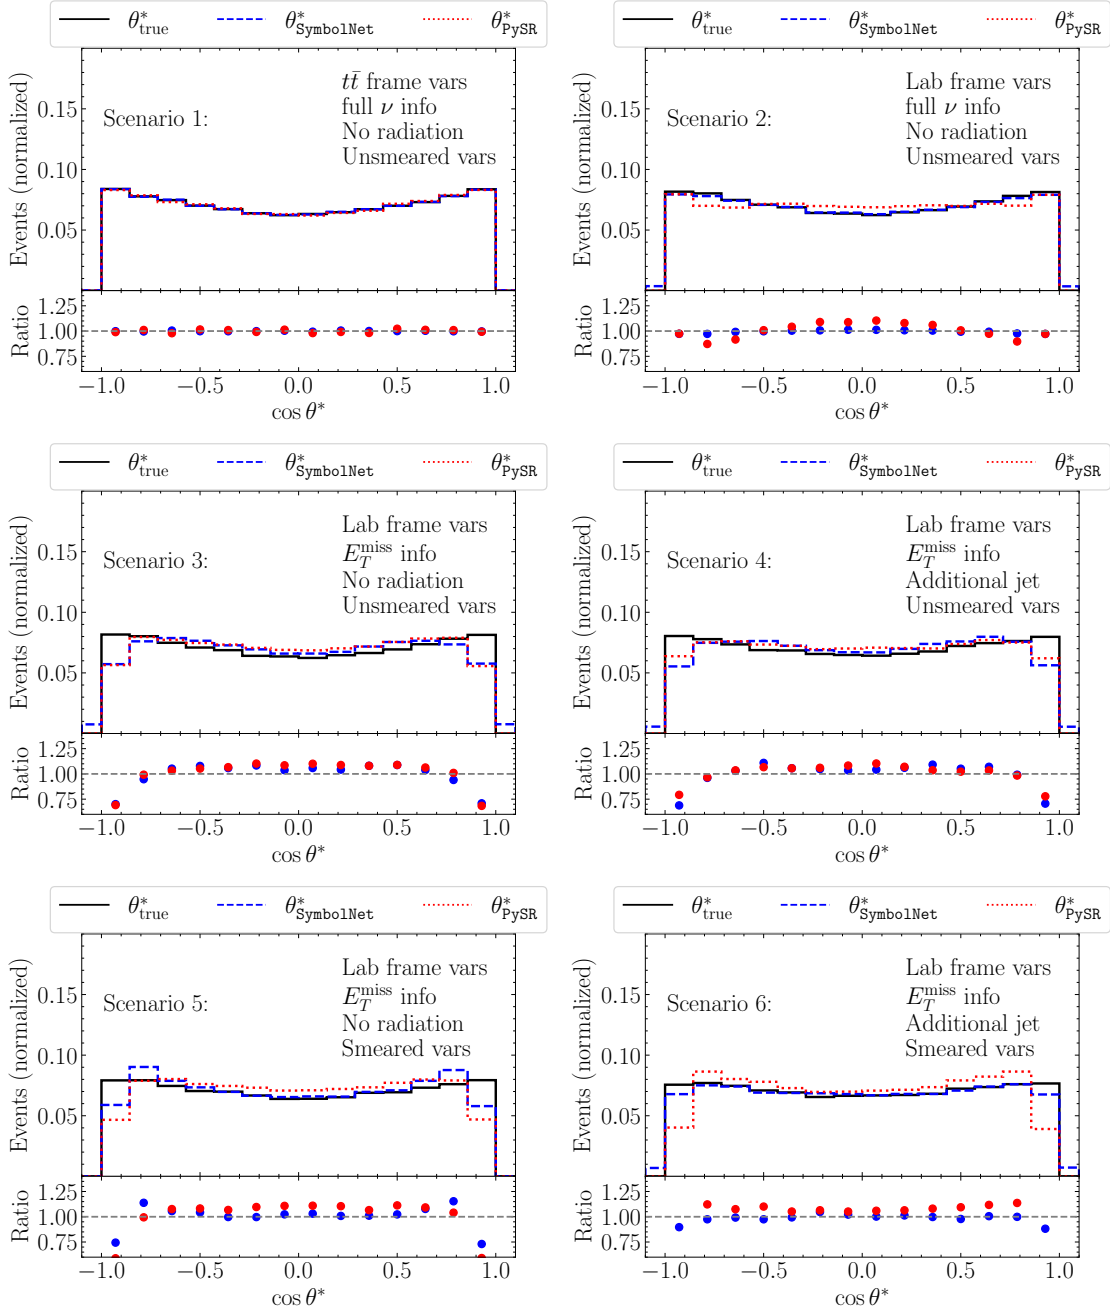 θ*true θ*SymbolNet θ*PySR
Events (normalized)
0.15
0.10
0.05
Scenario 1:
tt̄ frame vars
full ν info
No radiation
Unsmeared vars
Ratio
1.25
1.00
0.75
−1.0 −0.5 0.0 0.5 1.0
cos θ*
θ*true θ*SymbolNet θ*PySR
Events (normalized)
0.15
0.10
0.05
Scenario 2:
Lab frame vars
full ν info
No radiation
Unsmeared vars
Ratio
1.25
1.00
0.75
−1.0 −0.5 0.0 0.5 1.0
cos θ*
θ*true θ*SymbolNet θ*PySR
Events (normalized)
0.15
0.10
0.05
Scenario 3:
Lab frame vars
E_T^miss info
No radiation
Unsmeared vars
Ratio
1.25
1.00
0.75
−1.0 −0.5 0.0 0.5 1.0
cos θ*
θ*true θ*SymbolNet θ*PySR
Events (normalized)
0.15
0.10
0.05
Scenario 4:
Lab frame vars
E_T^miss info
Additional jet
Unsmeared vars
Ratio
1.25
1.00
0.75
−1.0 −0.5 0.0 0.5 1.0
cos θ*
θ*true θ*SymbolNet θ*PySR
Events (normalized)
0.15
0.10
0.05
Scenario 5:
Lab frame vars
E_T^miss info
No radiation
Smeared vars
Ratio
1.25
1.00
0.75
−1.0 −0.5 0.0 0.5 1.0
cos θ*
θ*true θ*SymbolNet θ*PySR
Events (normalized)
0.15
0.10
0.05
Scenario 6:
Lab frame vars
E_T^miss info
Additional jet
Smeared vars
Ratio
1.25
1.00
0.75
−1.0 −0.5 0.0 0.5 1.0
cos θ*